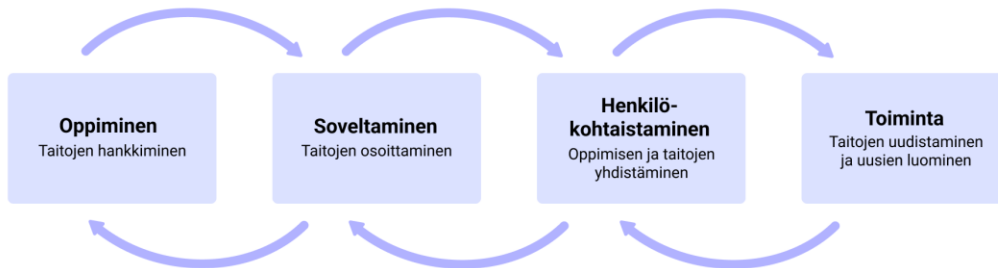 Oppiminen
Taitojen hankkiminen
Soveltaminen
Taitojen osoittaminen
Henkilö-
kohtaistaminen
Oppimisen ja taitojen
yhdistäminen
Toiminta
Taitojen uudistaminen
ja uusien luominen